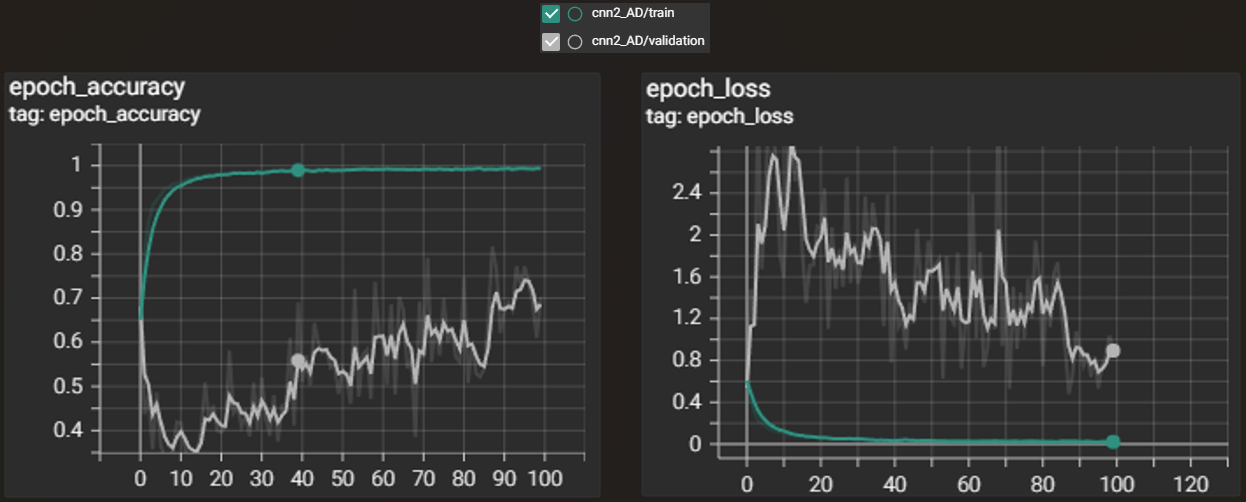 cnn2_AD/train
cnn2_AD/validation
epoch_accuracy
tag: epoch_accuracy
1
0.9
0.8
0.7
0.6
0.5
0.4
0 10 20 30 40 50 60 70 80 90 100
epoch_loss
tag: epoch_loss
2.4
2
1.6
1.2
0.8
0.4
0
0 20 40 60 80 100 120